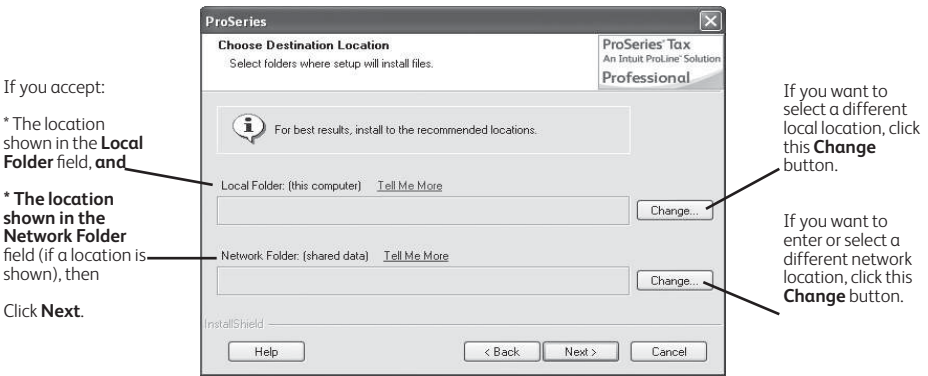 If you accept:
* The location
shown in the Local
Folder field, and
* The location
shown in the
Network Folder
field (if a location is
shown), then
Click Next.
ProSeries
Choose Destination Location
Select folders where setup will install files.
ProSeries® Tax
An Intuit ProLine® Solution
Professional
For best results, install to the recommended locations.
Local Folder: (this computer) Tell Me More
Change...
Network Folder: (shared data) Tell Me More
Change...
InstallShield
Help
< Back
Next >
Cancel
If you want to
select a different
local location, click
this Change
button.
If you want to
enter or select a
different network
location, click this
Change button.